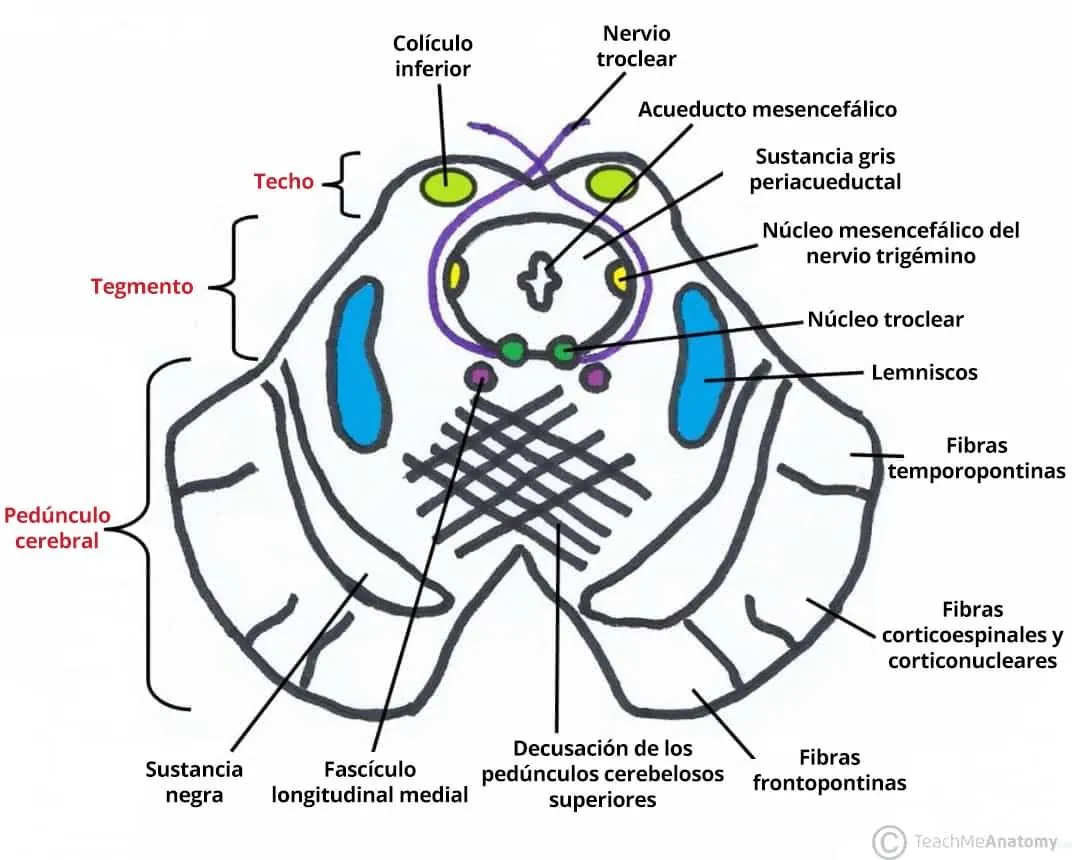 Colículo
inferior
Nervio
troclear
Acueducto mesencefálico
Sustancia gris
periacueductal
Techo
Núcleo mesencefálico del
nervio trigémino
Tegmento
Núcleo troclear
Lemniscos
Fibras
temporopontinas
Pedúnculo
cerebral
Fibras
corticoespinales y
corticonucleares
Sustancia
negra
Fascículo
longitudinal medial
Decusación de los
pedúnculos cerebelosos
superiores
Fibras
frontopontinas
© TeachMeAnatomy